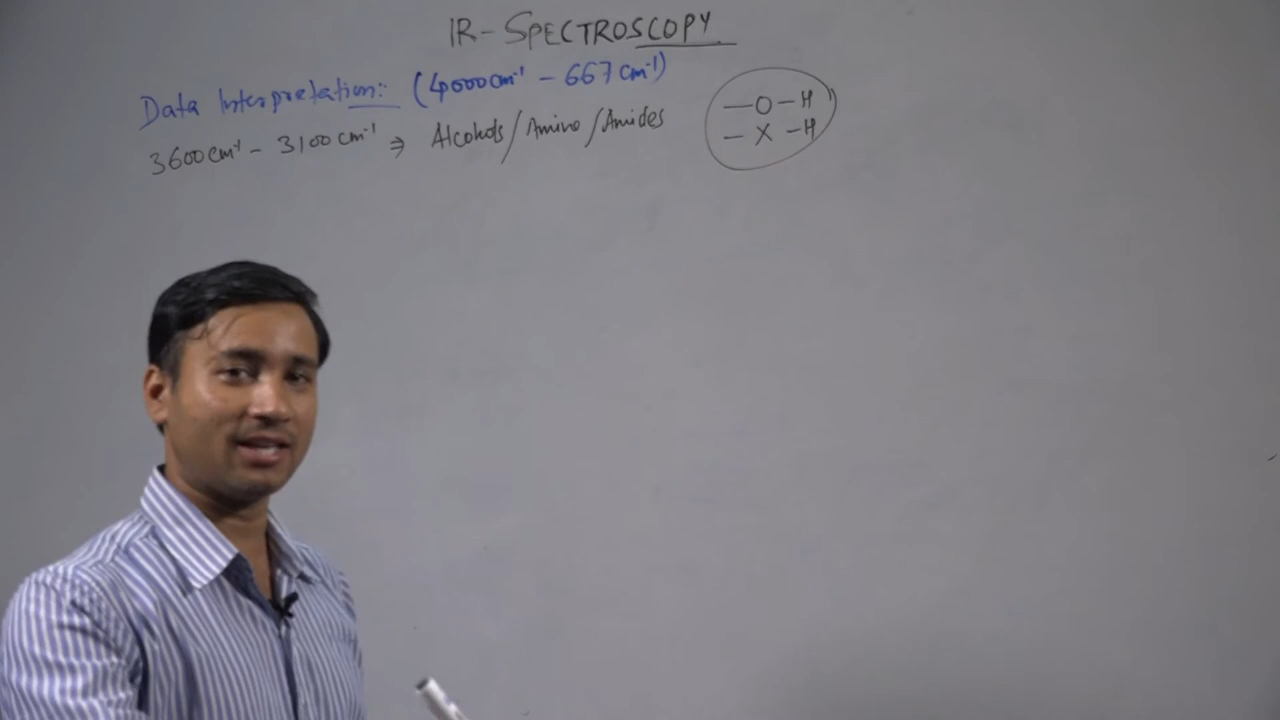 IR-SPECTROSCOPY
Data Interpretation: (4000cm⁻¹ - 667cm⁻¹)
3600cm⁻¹ - 3100cm⁻¹ ⇒ Alcohols/Amino/Amides
—O—H
—X—H